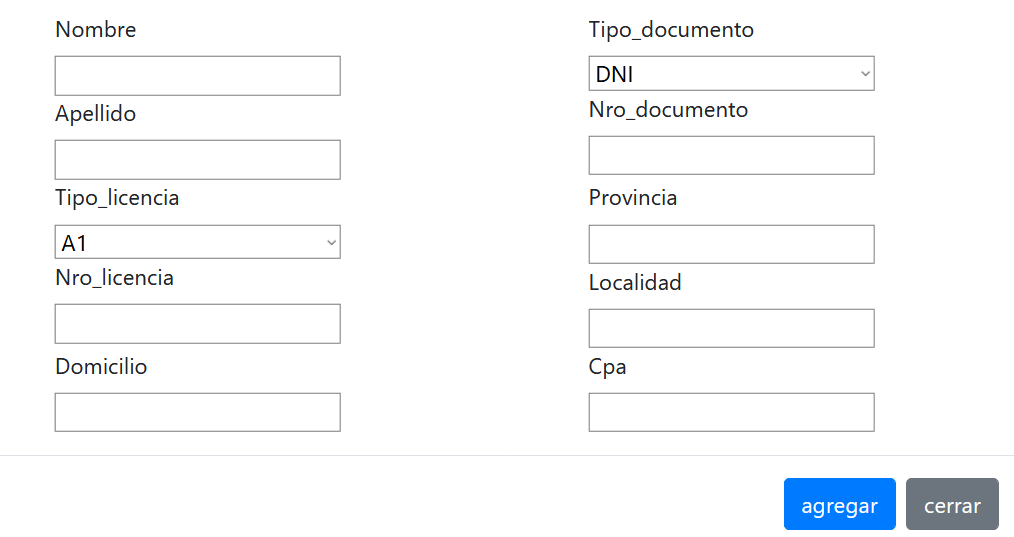 Nombre
Tipo_documento
DNI
Apellido
Nro_documento
Tipo_licencia
Provincia
A1
Nro_licencia
Localidad
Domicilio
Cpa
agregar
cerrar